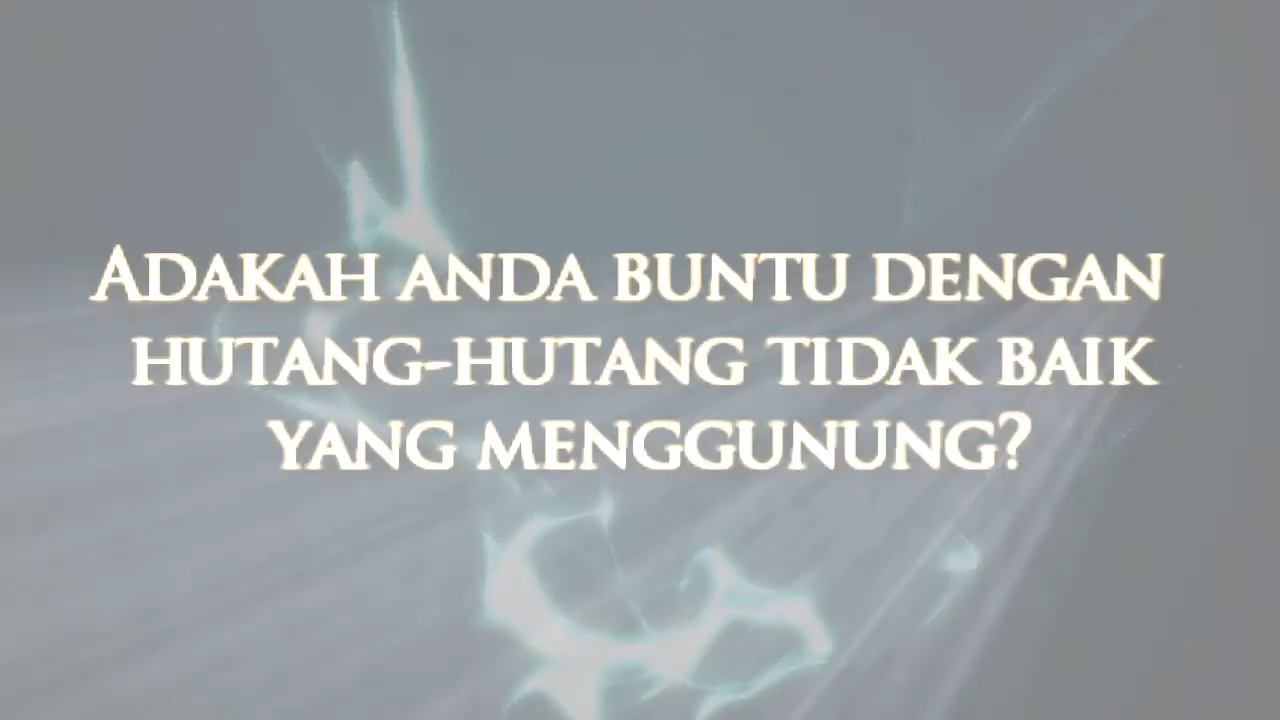 Adakah anda buntu dengan
hutang-hutang tidak baik
yang menggunung?